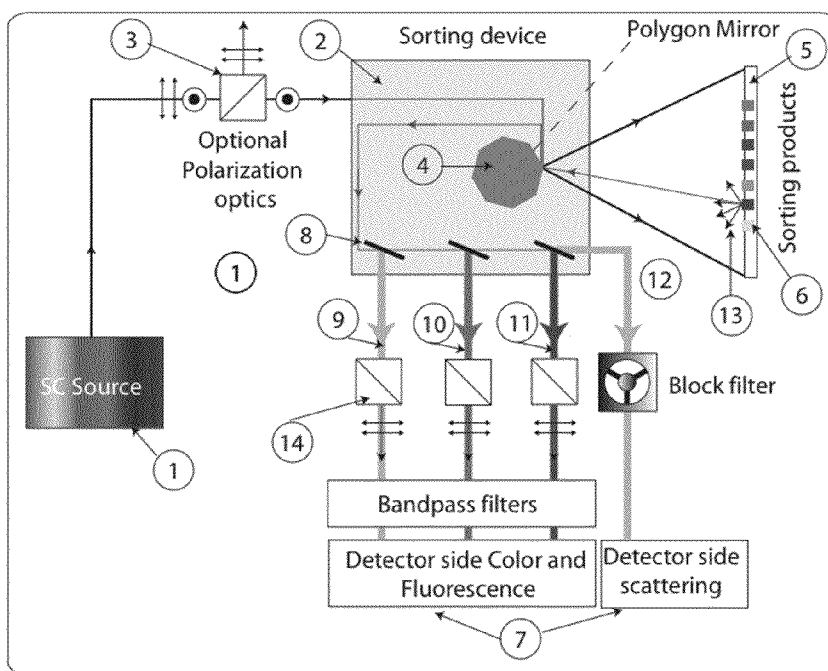 3
Sorting device
Polygon Mirror
2
5
Optional
Polarization
optics
4
Sorting products
8
1
12
13
6
9
10
11
SC Source
Block filter
14
1
Bandpass filters
Detector side Color and
Fluorescence
Detector side
scattering
7